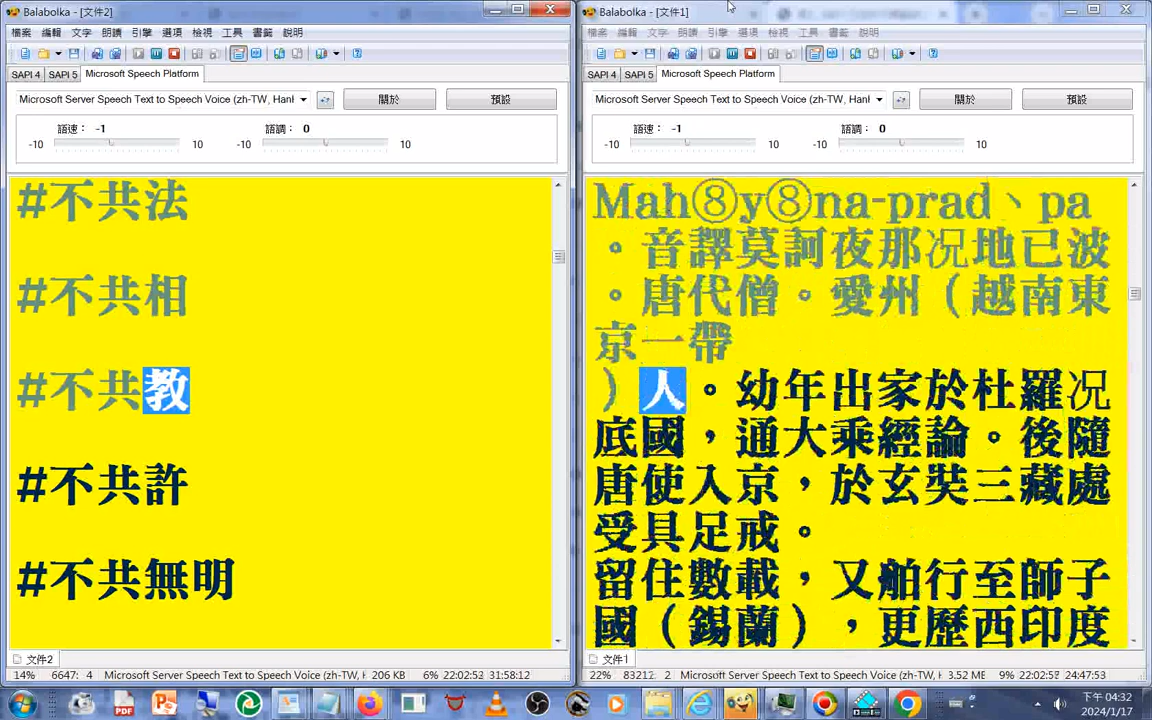 Balabolka - [文件2]
檔案 編輯 文字 朗讀 引擎 選項 檢視 工具 書籤 說明
SAPI 4 SAPI 5 Microsoft Speech Platform
Microsoft Server Speech Text to Speech Voice (zh-TW, Hanl
關於
預設
語速： -1
語調： 0
-10 10 -10 10
#不共法
#不共相
#不共教
#不共許
#不共無明
文件2
14% 6647: 4 Microsoft Server Speech Text to Speech Voice (zh-TW, H 206 KB 6% 22:02:52 31:58:12
Balabolka - [文件1]
檔案 編輯 文字 朗讀 引擎 選項 檢視 工具 書籤 說明
SAPI 4 SAPI 5 Microsoft Speech Platform
Microsoft Server Speech Text to Speech Voice (zh-TW, Hanl
關於
預設
語速： -1
語調： 0
-10 10 -10 10
Mah⑧y⑧na-prad、pa
。音譯莫訶夜那况地已波
。唐代僧。愛州（越南東
京一帶
）人。幼年出家於杜羅况
底國，通大乘經論。後隨
唐使入京，於玄奘三藏處
受具足戒。
留住數載，又舶行至師子
國（錫蘭），更歷西印度
文件1
22% 83212: 2 Microsoft Server Speech Text to Speech Voice (zh-TW, H 3.52 MB 9% 22:02:55 24:47:53
下午 04:32
2024/1/17